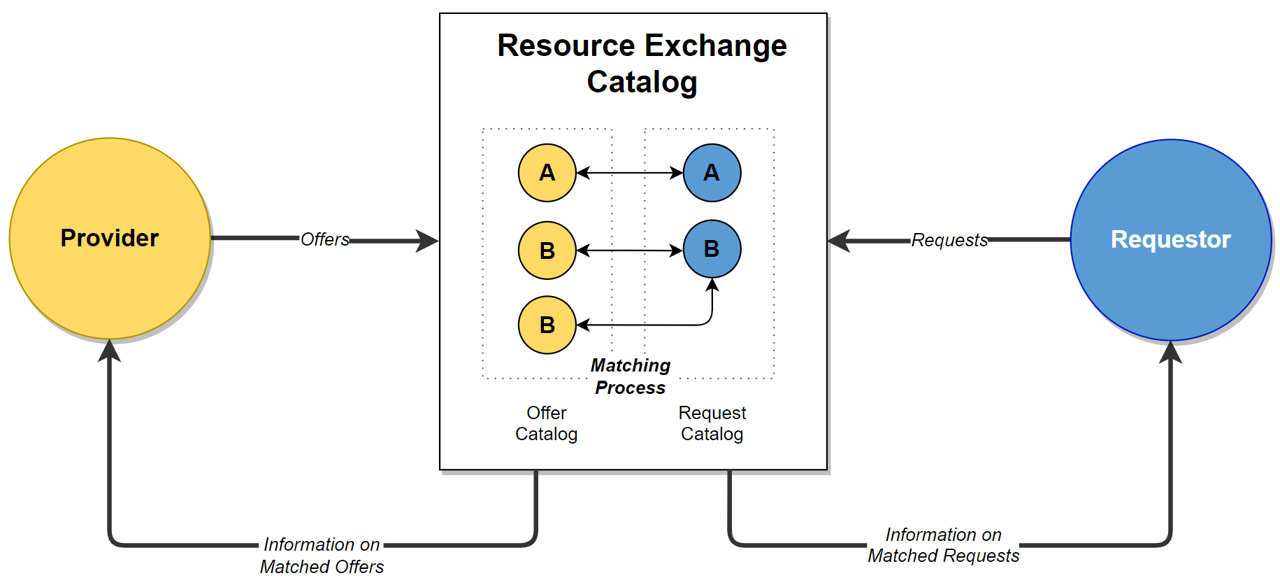 Resource Exchange
Catalog
Provider
Offers
A
A
B
B
B
Requests
Requestor
Matching
Process
Offer
Catalog
Request
Catalog
Information on
Matched Offers
Information on
Matched Requests